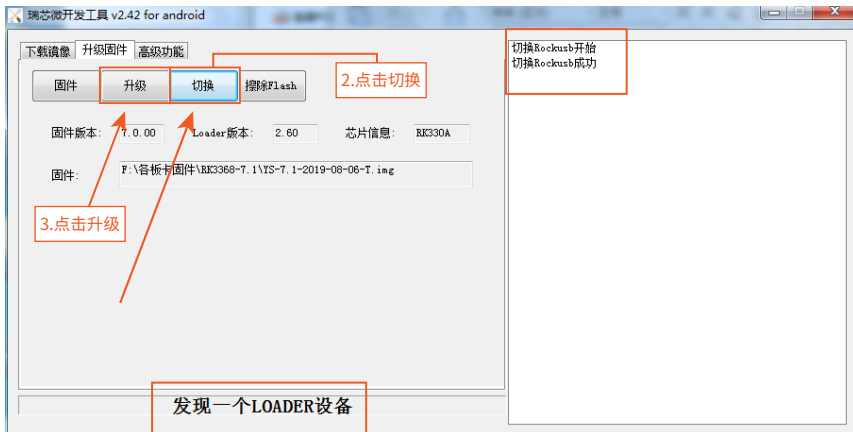 瑞芯微开发工具 v2.42 for android
下载镜像 升级固件 高级功能
固件 升级 切换 擦除Flash
2.点击切换
固件版本: 7.0.00 Loader版本: 2.60 芯片信息: RK330A
固件: F:\各板卡固件\RK3368-7.1\YS-7.1-2019-08-06-T.img
3.点击升级
发现一个LOADER设备
切换Rockusb开始
切换Rockusb成功